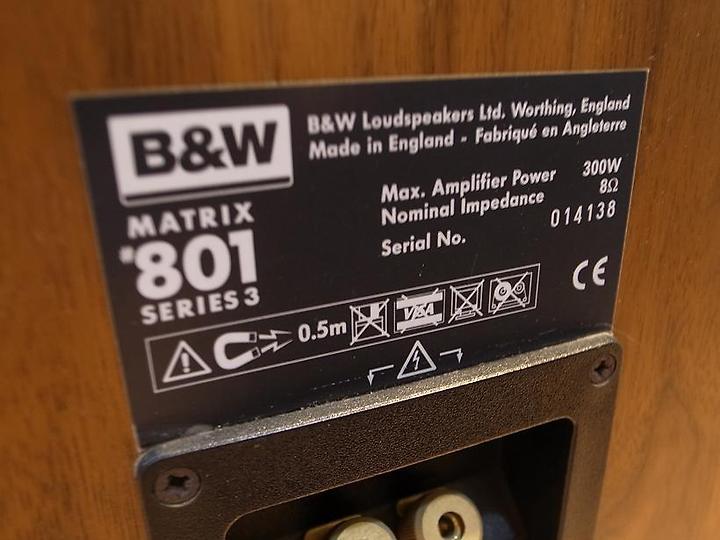 B&W
B&W Loudspeakers Ltd. Worthing, England
Made in England - Fabriqué en Angleterre
MATRIX
801
SERIES 3
Max. Amplifier Power 300W
Nominal Impedance 8Ω
Serial No. 014138
CE
0.5m
VISA